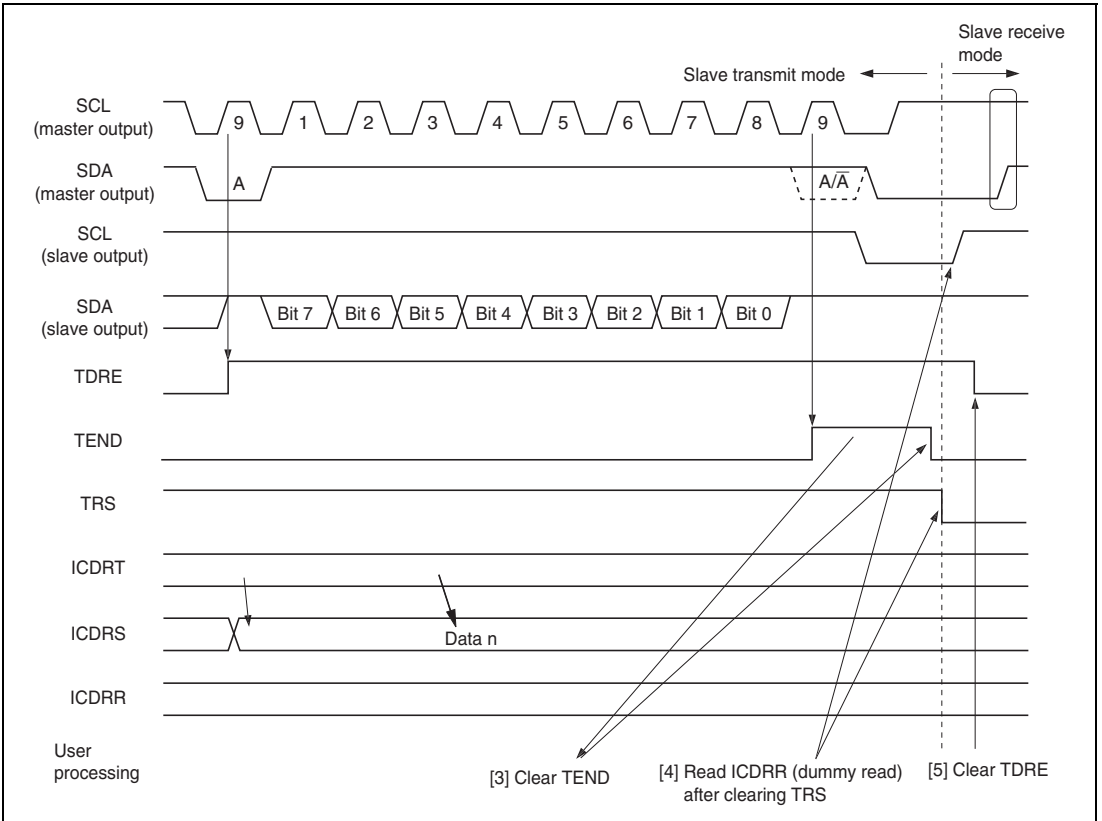 Slave receive
mode
Slave transmit mode
SCL
(master output)
9 1 2 3 4 5 6 7 8 9
SDA
(master output)
A A/A̅
SCL
(slave output)
SDA
(slave output)
Bit 7 Bit 6 Bit 5 Bit 4 Bit 3 Bit 2 Bit 1 Bit 0
TDRE
TEND
TRS
ICDRT
ICDRS
Data n
ICDRR
User
processing
[3] Clear TEND
[4] Read ICDRR (dummy read)
after clearing TRS
[5] Clear TDRE